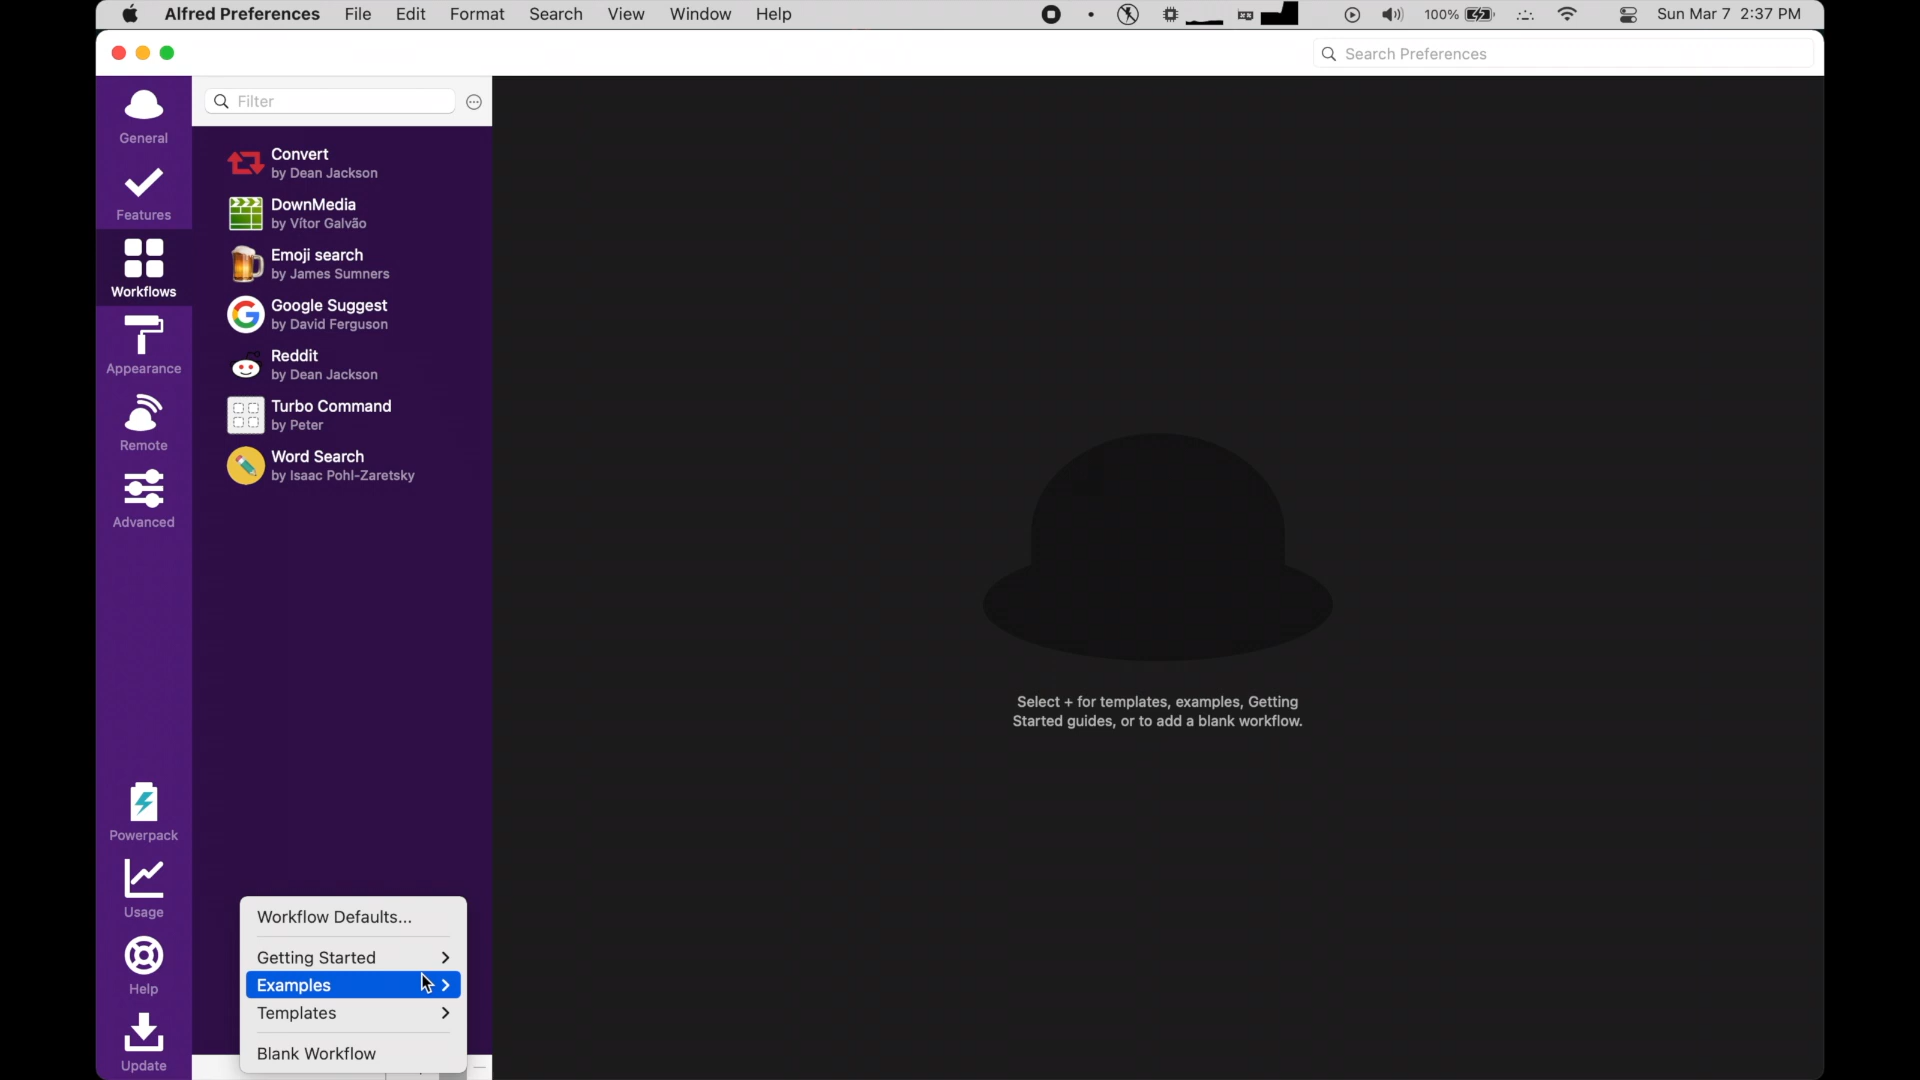 Alfred Preferences File Edit Format Search View Window Help 100% Sun Mar 7 2:37 PM
Search Preferences
Filter
General
Features
Workflows
Appearance
Remote
Advanced
Powerpack
Usage
Help
Update
Convert
by Dean Jackson
DownMedia
by Vítor Galvão
Emoji search
by James Sumners
Google Suggest
by David Ferguson
Reddit
by Dean Jackson
Turbo Command
by Peter
Word Search
by Isaac Pohl-Zaretsky
Workflow Defaults...
Getting Started
Examples
Templates
Blank Workflow
Select + for templates, examples, Getting
Started guides, or to add a blank workflow.